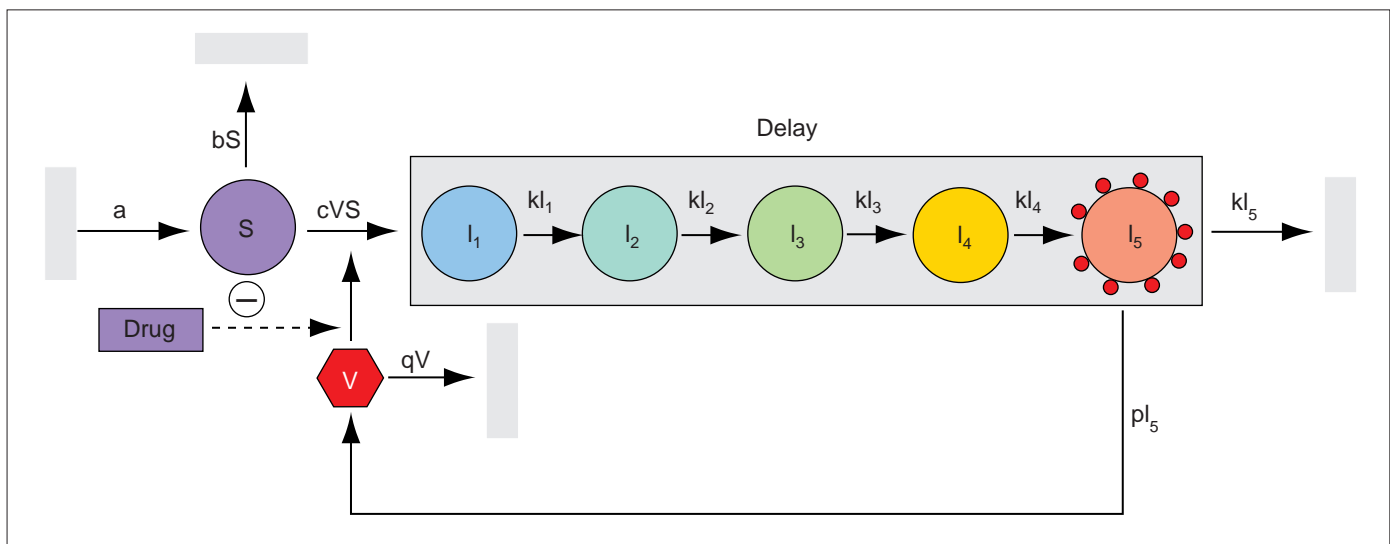 Delay
bS
a
S
cVS
I₁
kI₁
I₂
kI₂
I₃
kI₃
I₄
kI₄
I₅
kI₅
−
Drug
V
qV
pI₅